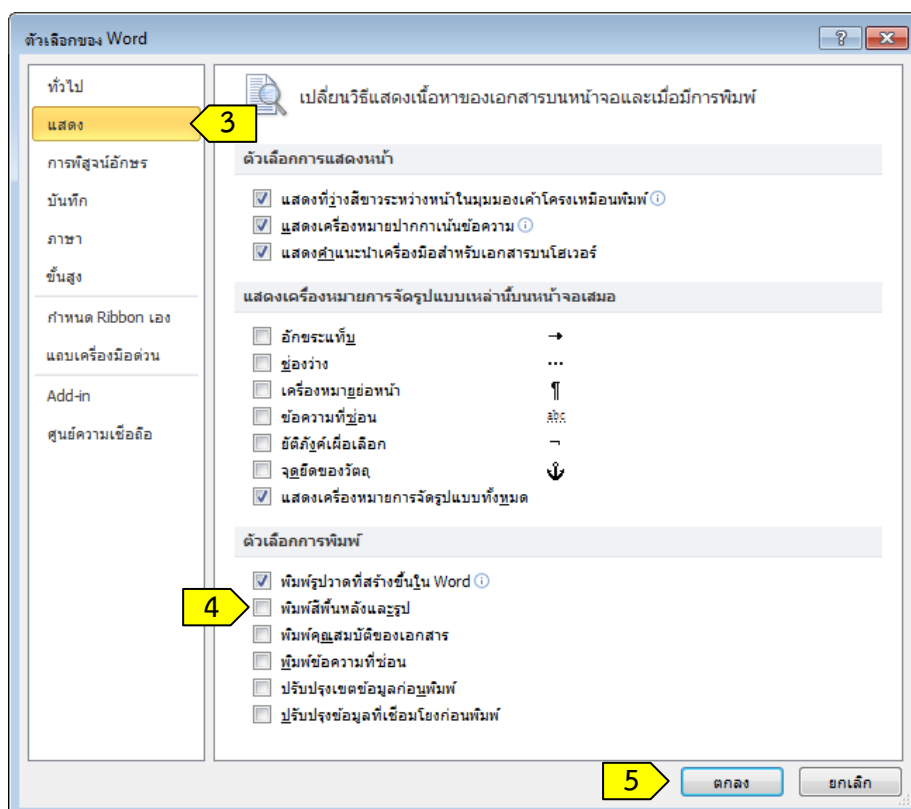 ตัวเลือกของ Word
ทั่วไป
แสดง
3
การพิสูจน์อักษร
บันทึก
ภาษา
ขั้นสูง
กำหนด Ribbon เอง
แถบเครื่องมือด่วน
Add-in
ศูนย์ความเชื่อถือ
เปลี่ยนวิธีแสดงเนื้อหาของเอกสารบนหน้าจอและเมื่อมีการพิมพ์
ตัวเลือกการแสดงหน้า
แสดงที่ว่างสีขาวระหว่างหน้าในมุมมองเค้าโครงเหมือนพิมพ์
แสดงเครื่องหมายปากกาเน้นข้อความ
แสดงคำแนะนำเครื่องมือสำหรับเอกสารบนโฮเวอร์
แสดงเครื่องหมายการจัดรูปแบบเหล่านี้บนหน้าจอเสมอ
อักขระแท็บ →
ช่องว่าง ...
เครื่องหมายย่อหน้า ¶
ข้อความที่ซ่อน abc
ยัติภังค์เผื่อเลือก ¬
จุดยึดของวัตถุ
แสดงเครื่องหมายการจัดรูปแบบทั้งหมด
ตัวเลือกการพิมพ์
พิมพ์รูปวาดที่สร้างขึ้นใน Word
4 พิมพ์สีพื้นหลังและรูป
พิมพ์คุณสมบัติของเอกสาร
พิมพ์ข้อความที่ซ่อน
ปรับปรุงเขตข้อมูลก่อนพิมพ์
ปรับปรุงข้อมูลที่เชื่อมโยงก่อนพิมพ์
5 ตกลง ยกเลิก